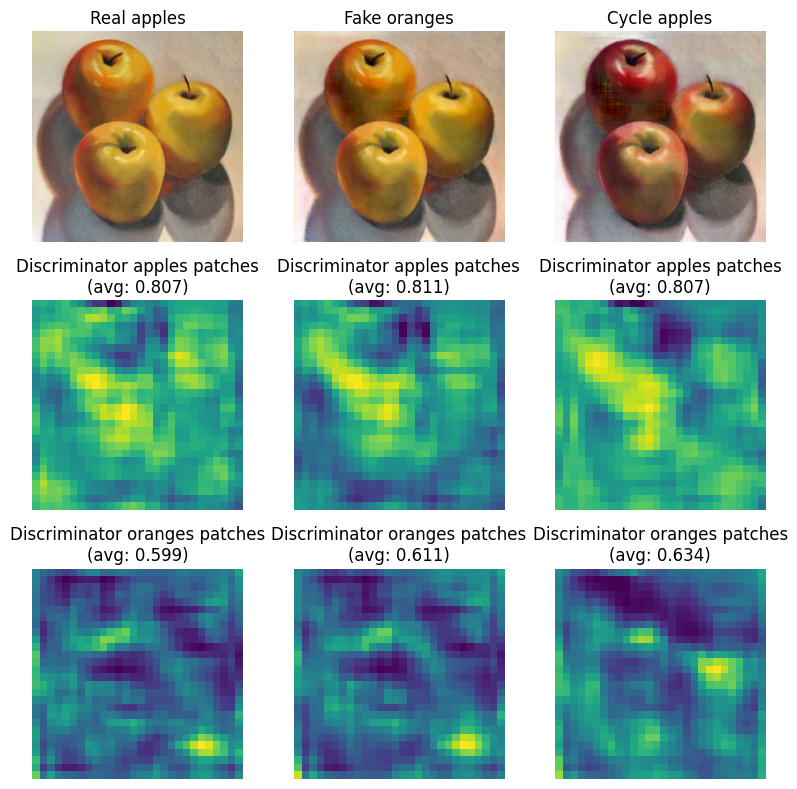 Real apples
Fake oranges
Cycle apples
Discriminator apples patches
(avg: 0.807)
Discriminator apples patches
(avg: 0.811)
Discriminator apples patches
(avg: 0.807)
Discriminator oranges patches
(avg: 0.599)
Discriminator oranges patches
(avg: 0.611)
Discriminator oranges patches
(avg: 0.634)